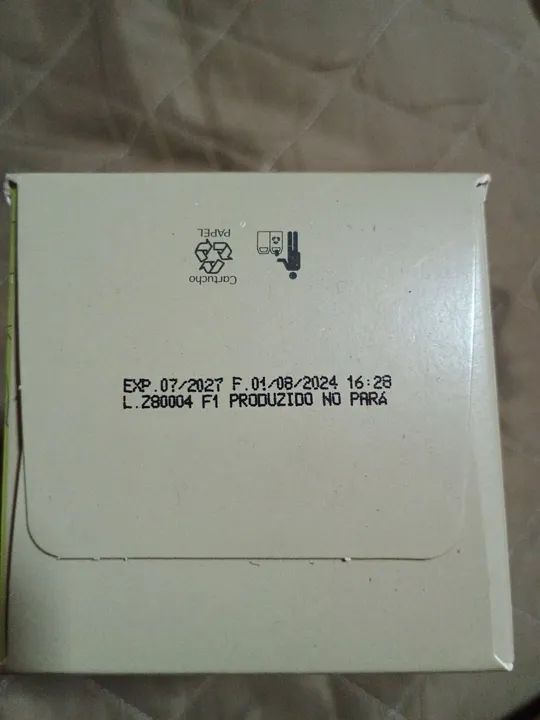 Cartucho
PAPEL
EXP.07/2027 F.01/08/2024 16:28
L.Z80004 F1 PRODUZIDO NO PARÁ